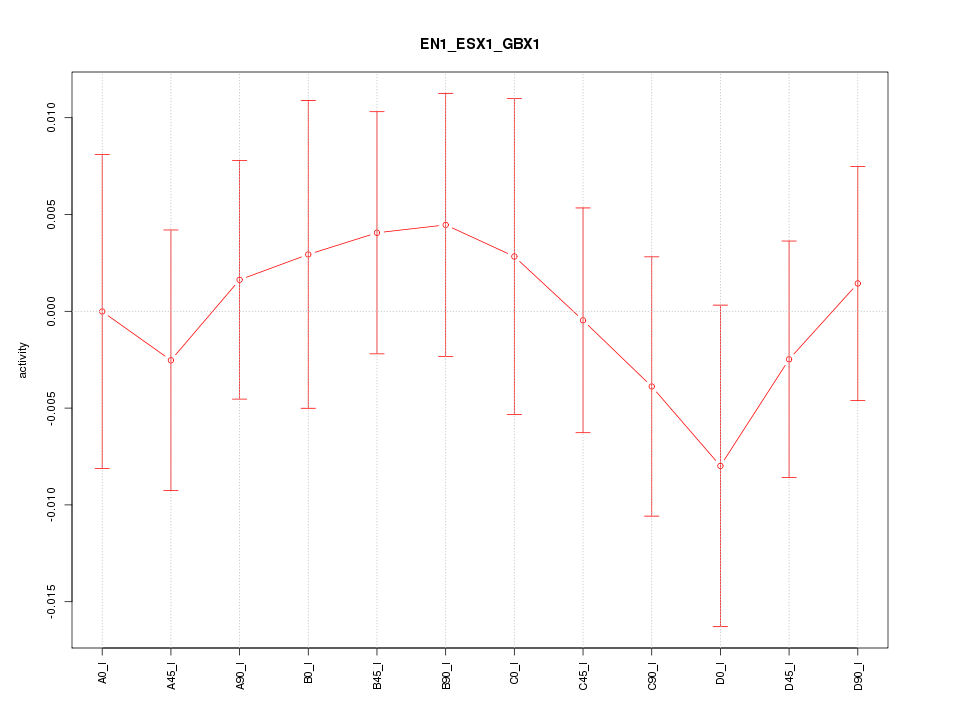 EN1_ESX1_GBX1
activity
0.010
0.005
0.000
-0.005
-0.010
-0.015
A0_I
A45_I
A90_I
B0_I
B45_I
B90_I
C0_I
C45_I
C90_I
D0_I
D45_I
D90_I